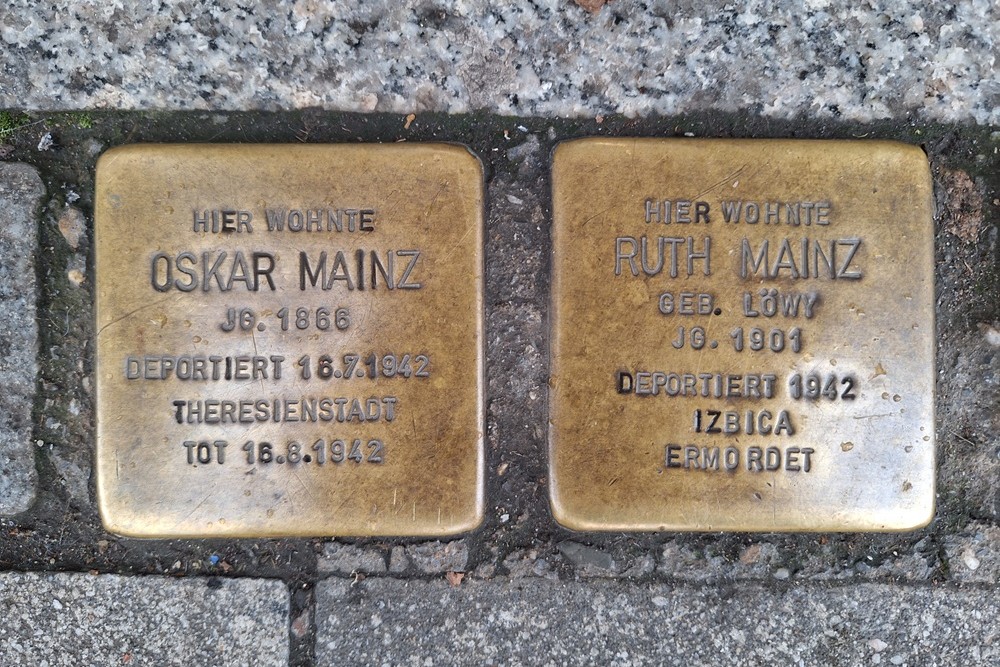 HIER WOHNTE
OSKAR MAINZ
JG. 1866
DEPORTIERT 16.7.1942
THERESIENSTADT
TOT 16.8.1942
HIER WOHNTE
RUTH MAINZ
GEB. LÖWY
JG. 1901
DEPORTIERT 1942
IZBICA
ERMORDET